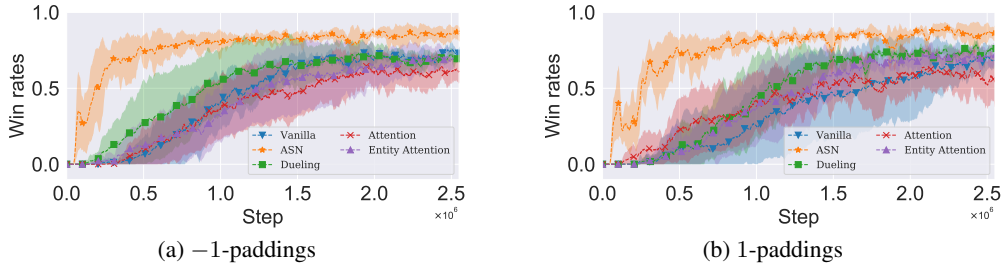 1.0
0.5
0.0
Win rates
0.0
0.5
1.0
1.5
2.0
2.5
×10⁶
Step
Vanilla
ASN
Dueling
Attention
Entity Attention
(a) −1-paddings
1.0
0.5
0.0
Win rates
0.0
0.5
1.0
1.5
2.0
2.5
×10⁶
Step
Vanilla
ASN
Dueling
Attention
Entity Attention
(b) 1-paddings